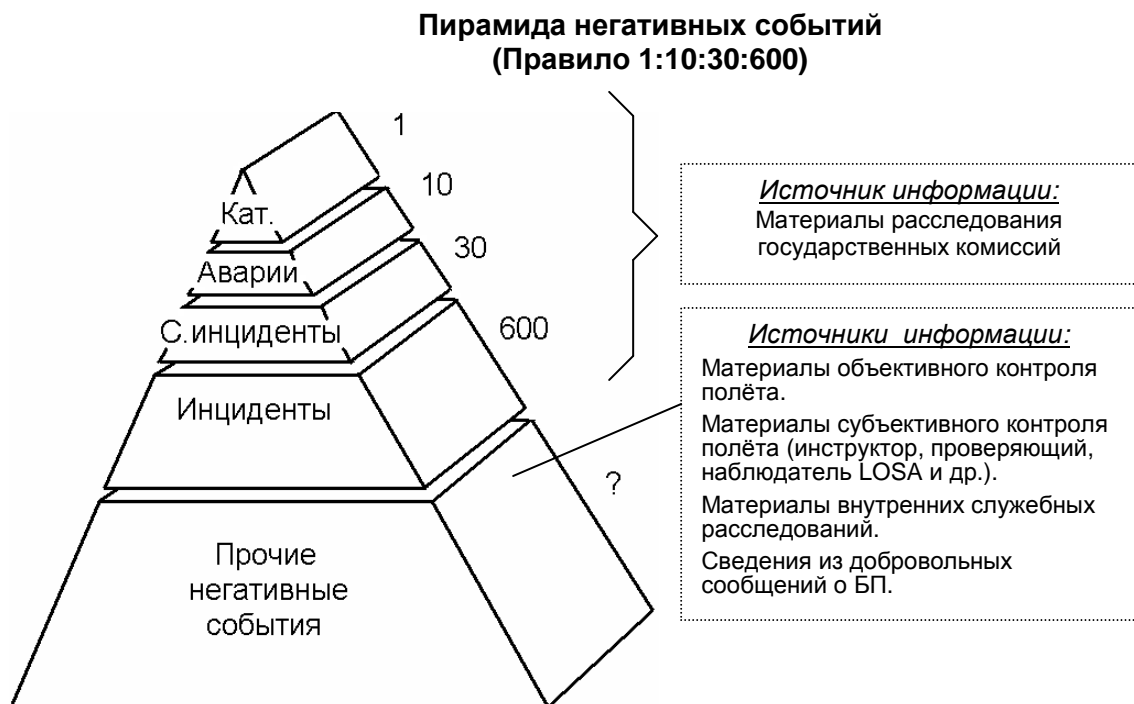 Пирамида негативных событий
(Правило 1:10:30:600)
1
Кат.
10
Аварии
30
С.инциденты
600
Инциденты
?
Прочие
негативные
события
Источник информации:
Материалы расследования
государственных комиссий
Источники информации:
Материалы объективного контроля
полёта.
Материалы субъективного контроля
полёта (инструктор, проверяющий,
наблюдатель LOSA и др.).
Материалы внутренних служебных
расследований.
Сведения из добровольных
сообщений о БП.